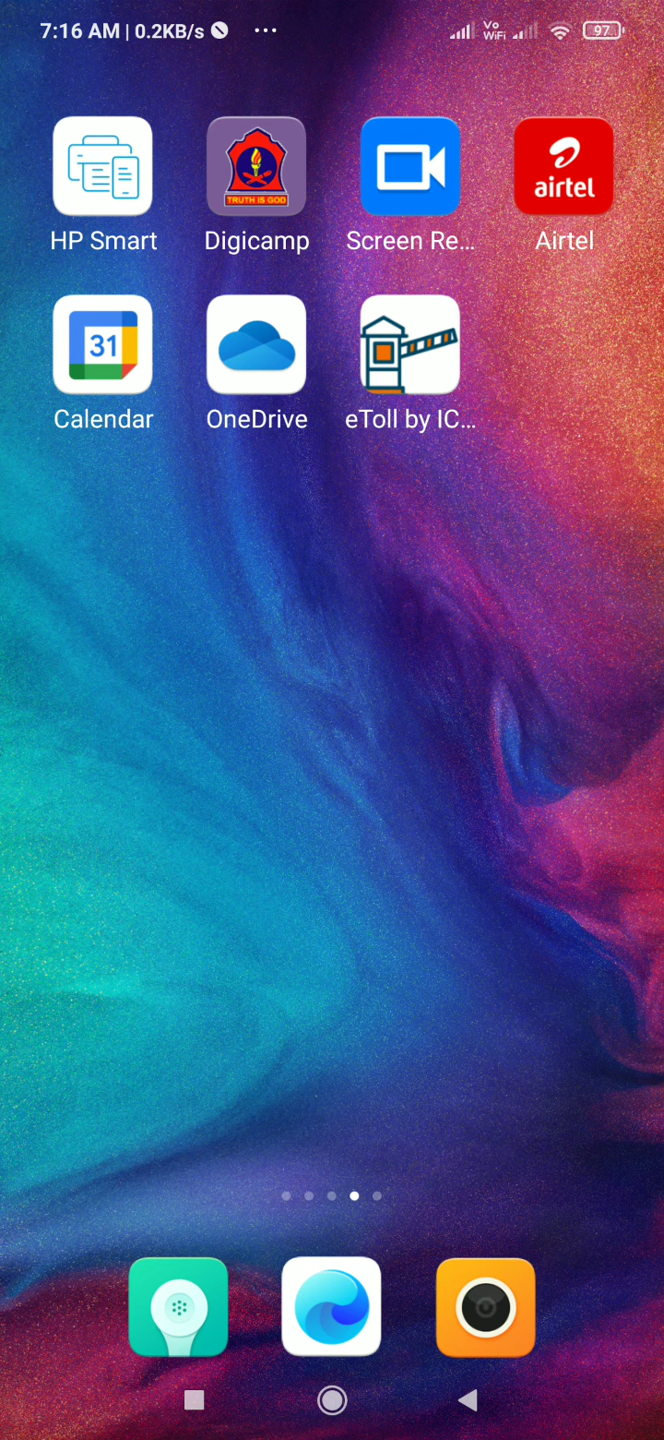 7:16 AM | 0.2KB/s ... Vo WiFi 97
TRUTH IS GOD
airtel
HP Smart Digicamp Screen Re... Airtel
31
Calendar OneDrive eToll by IC...